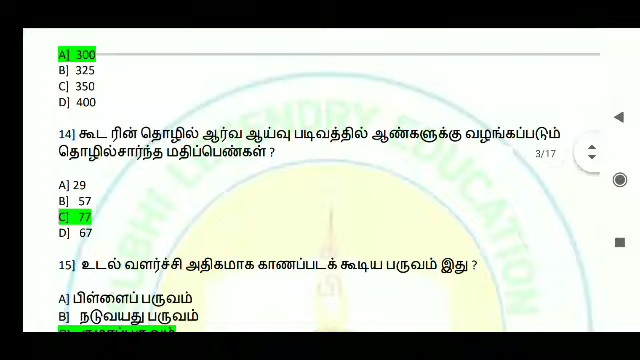 A] 300
B] 325
C] 350
D] 400
14] கூட ரின் தொழில் ஆர்வ ஆய்வு படிவத்தில் ஆண்களுக்கு வழங்கப்படும்
தொழில்சார்ந்த மதிப்பெண்கள் ?
3/17
A] 29
B] 57
C] 77
D] 67
15] உடல் வளர்ச்சி அதிகமாக காணப்படக் கூடிய பருவம் இது ?
A] பிள்ளைப் பருவம்
B] நடுவயது பருவம்
EDUCATION